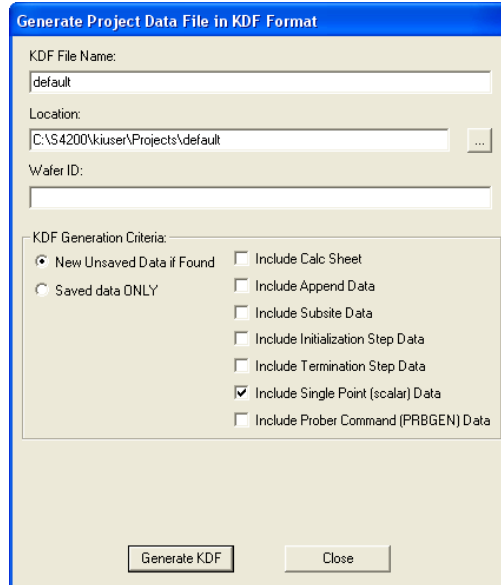 Generate Project Data File in KDF Format
KDF File Name:
default
Location:
C:\S4200\kiuser\Projects\default
...
Wafer ID:
KDF Generation Criteria:
New Unsaved Data if Found
Saved data ONLY
Include Calc Sheet
Include Append Data
Include Subsite Data
Include Initialization Step Data
Include Termination Step Data
Include Single Point (scalar) Data
Include Prober Command (PRBGEN) Data
Generate KDF
Close